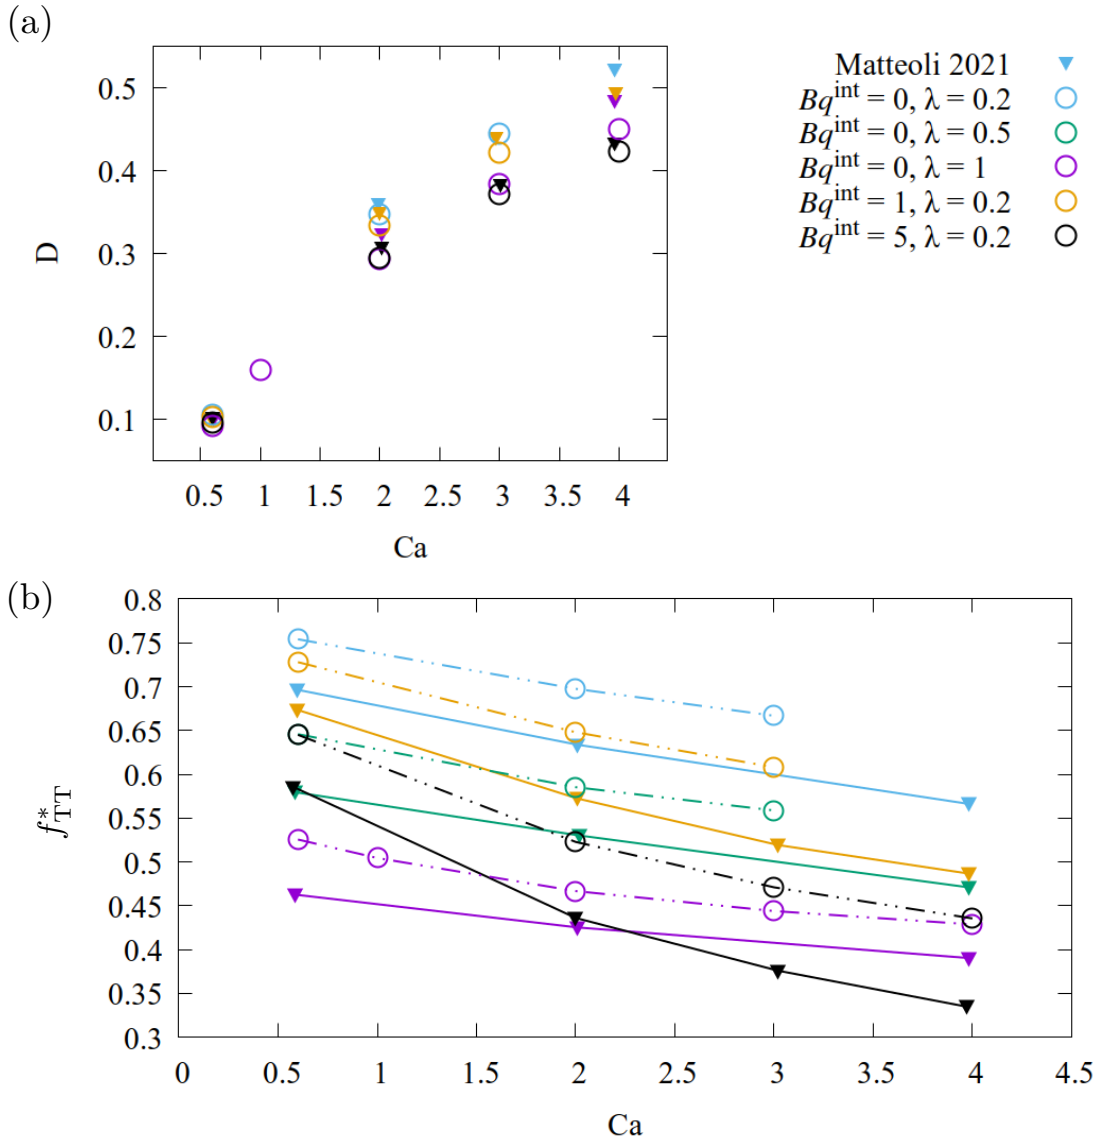 (a)
0.5
0.4
0.3
0.2
0.1
D
0.5 1 1.5 2 2.5 3 3.5 4
Ca
Matteoli 2021
Bq^int = 0, λ = 0.2
Bq^int = 0, λ = 0.5
Bq^int = 0, λ = 1
Bq^int = 1, λ = 0.2
Bq^int = 5, λ = 0.2
(b)
0.8
0.75
0.7
0.65
0.6
0.55
0.5
0.45
0.4
0.35
0.3
f*_TT
0 0.5 1 1.5 2 2.5 3 3.5 4 4.5
Ca